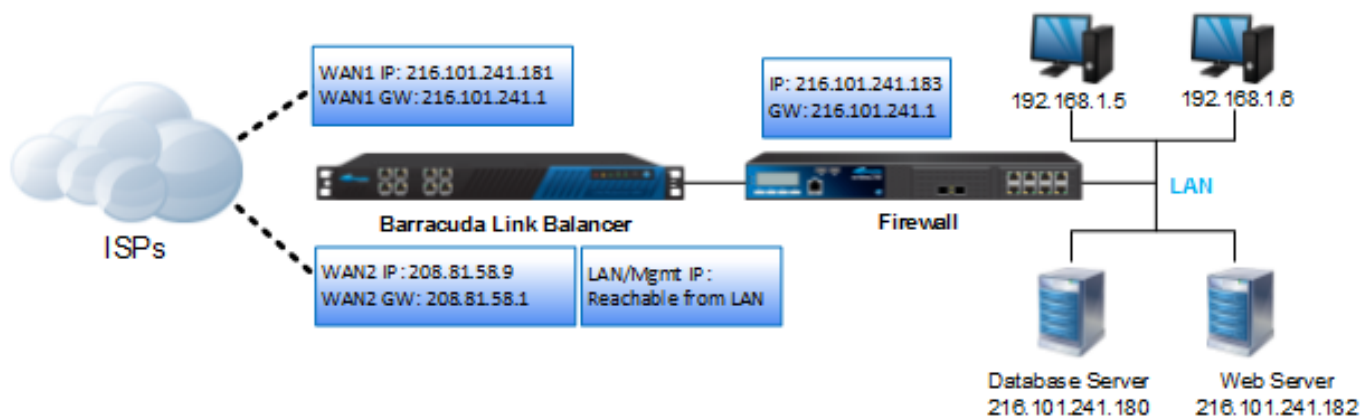 WAN1 IP: 216.101.241.181
WAN1 GW: 216.101.241.1
IP: 216.101.241.183
GW: 216.101.241.1
192.168.1.5
192.168.1.6
ISPs
Barracuda Link Balancer
Firewall
LAN
WAN2 IP: 208.81.58.9
WAN2 GW: 208.81.58.1
LAN/Mgmt IP:
Reachable from LAN
Database Server
216.101.241.180
Web Server
216.101.241.182